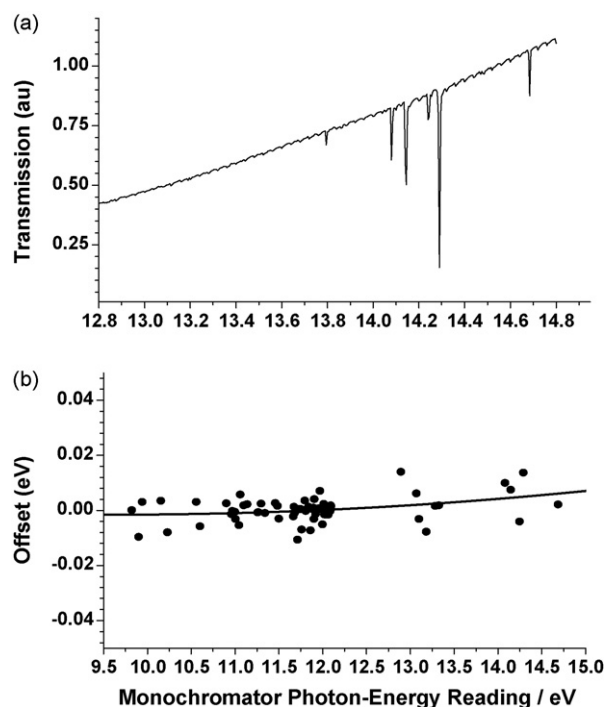 (a)
Transmission (au)
1.00
0.75
0.50
0.25
12.8 13.0 13.2 13.4 13.6 13.8 14.0 14.2 14.4 14.6 14.8
(b)
Offset (eV)
0.04
0.02
0.00
-0.02
-0.04
9.5 10.0 10.5 11.0 11.5 12.0 12.5 13.0 13.5 14.0 14.5 15.0
Monochromator Photon-Energy Reading / eV